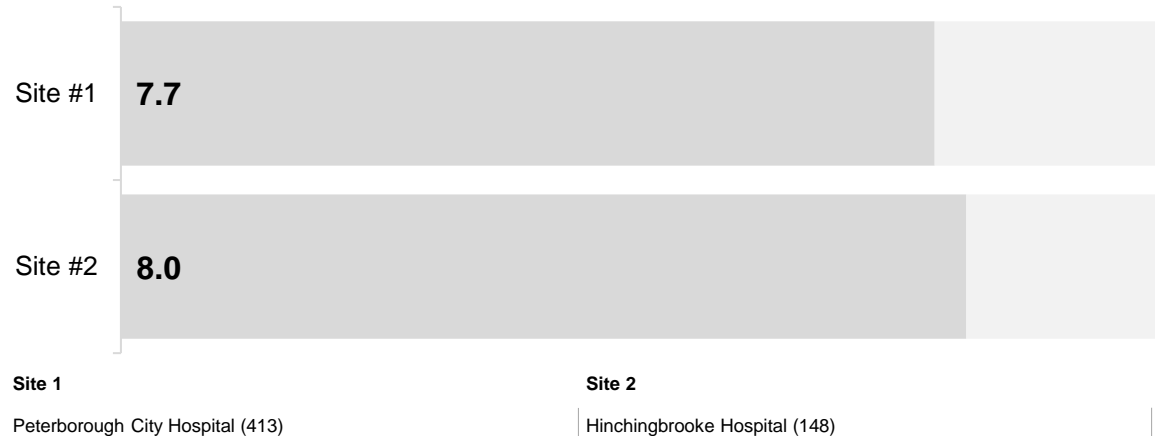 Site #1 7.7
Site #2 8.0
Site 1 Site 2
Peterborough City Hospital (413) Hinchingbrooke Hospital (148)